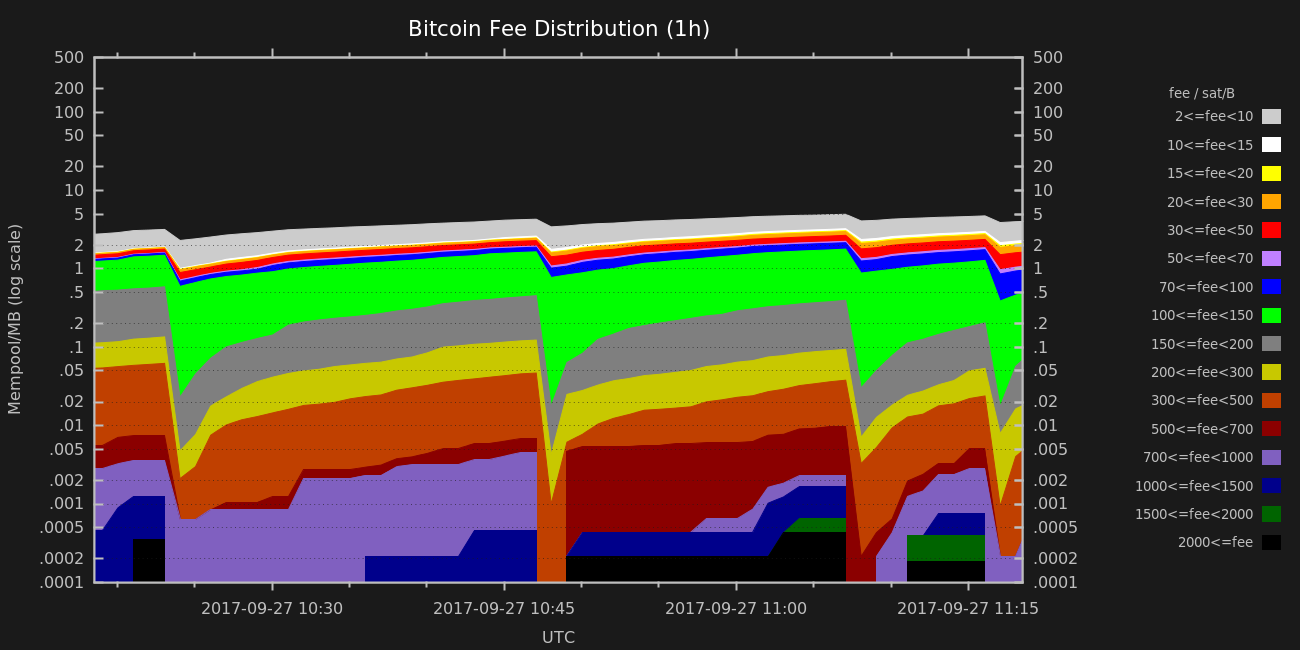 Bitcoin Fee Distribution (1h)
500
200
100
50
20
10
5
2
1
.5
.2
.1
.05
.02
.01
.005
.002
.001
.0005
.0002
.0001
Mempool/MB (log scale)
500
200
100
50
20
10
5
2
1
.5
.2
.1
.05
.02
.01
.005
.002
.001
.0005
.0002
.0001
2017-09-27 10:30
2017-09-27 10:45
2017-09-27 11:00
2017-09-27 11:15
UTC
fee / sat/B
2<=fee<10
10<=fee<15
15<=fee<20
20<=fee<30
30<=fee<50
50<=fee<70
70<=fee<100
100<=fee<150
150<=fee<200
200<=fee<300
300<=fee<500
500<=fee<700
700<=fee<1000
1000<=fee<1500
1500<=fee<2000
2000<=fee